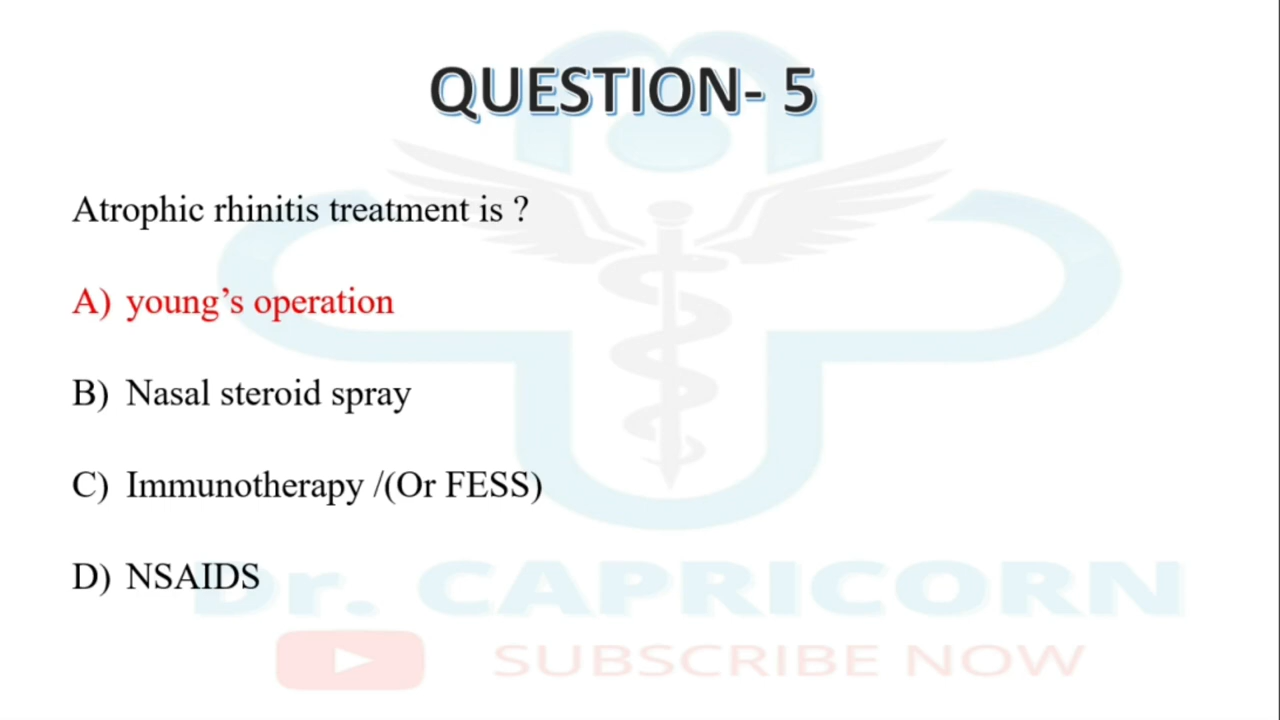 QUESTION- 5
Atrophic rhinitis treatment is ?
A) young’s operation
B) Nasal steroid spray
C) Immunotherapy /(Or FESS)
D) NSAIDS
Dr. CAPRICORN
SUBSCRIBE NOW